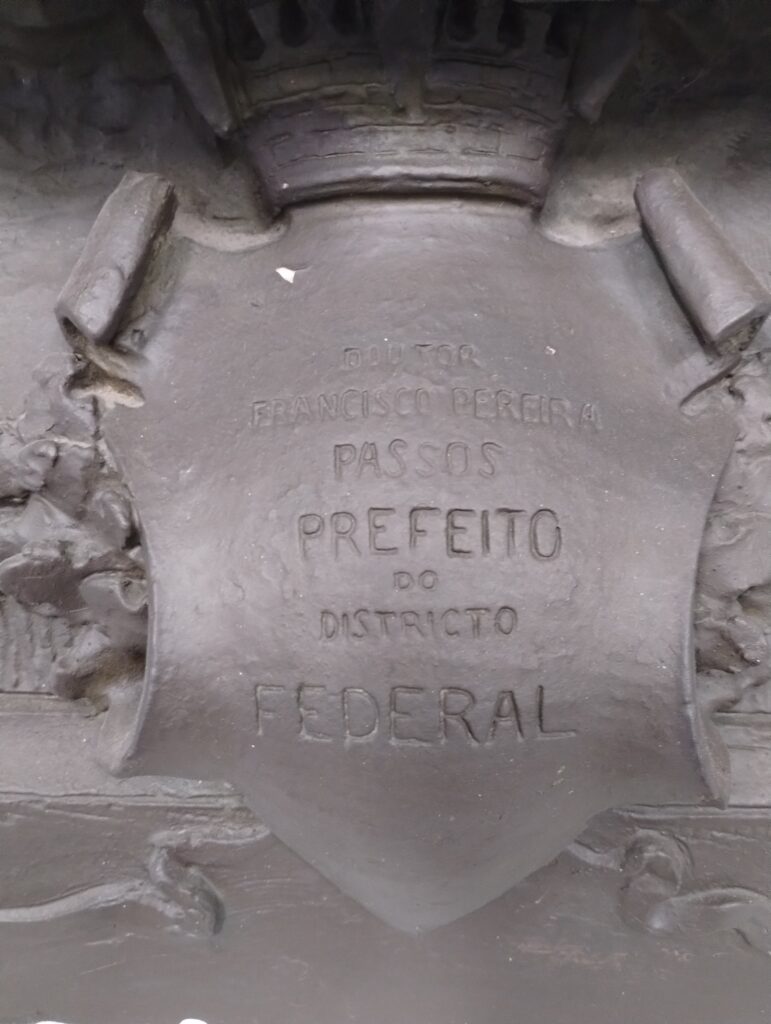 DOUTOR
FRANCISCO PEREIRA
PASSOS
PREFEITO
DO
DISTRICTO
FEDERAL